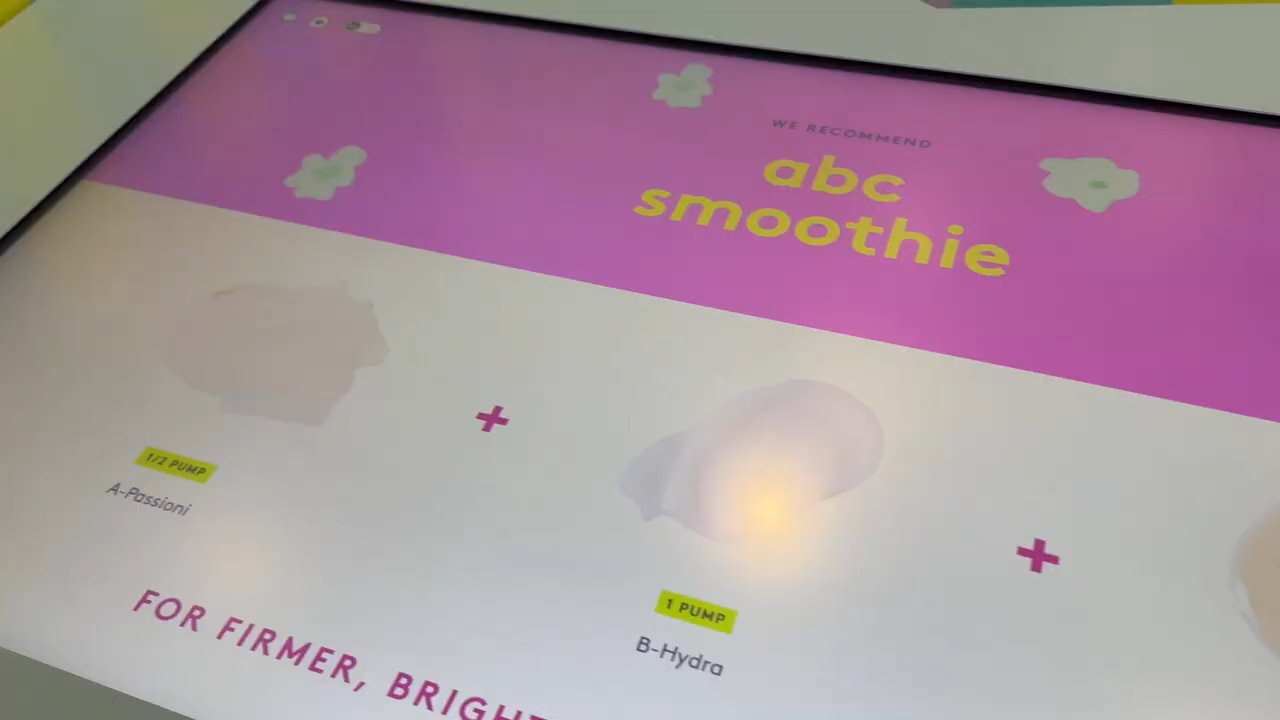 WE RECOMMEND
abc
smoothie
1/2 PUMP
A-Passioni
1 PUMP
B-Hydra
FOR FIRMER,